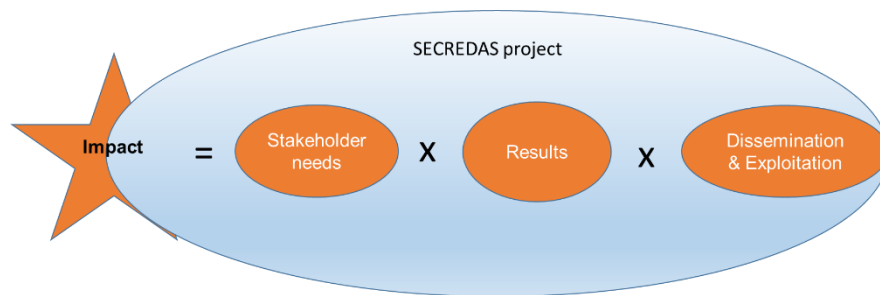 SECREDAS project
Impact = Stakeholder needs X Results x Dissemination & Exploitation